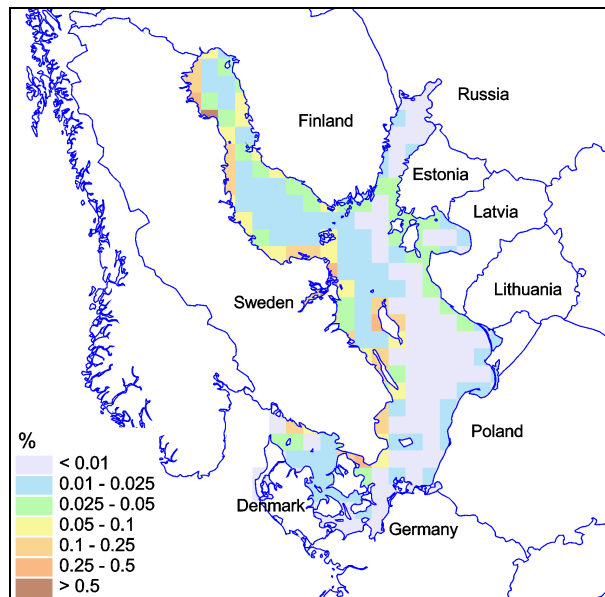 Russia
Finland
Estonia
Latvia
Lithuania
Sweden
Poland
Denmark
Germany
%
< 0.01
0.01 - 0.025
0.025 - 0.05
0.05 - 0.1
0.1 - 0.25
0.25 - 0.5
> 0.5